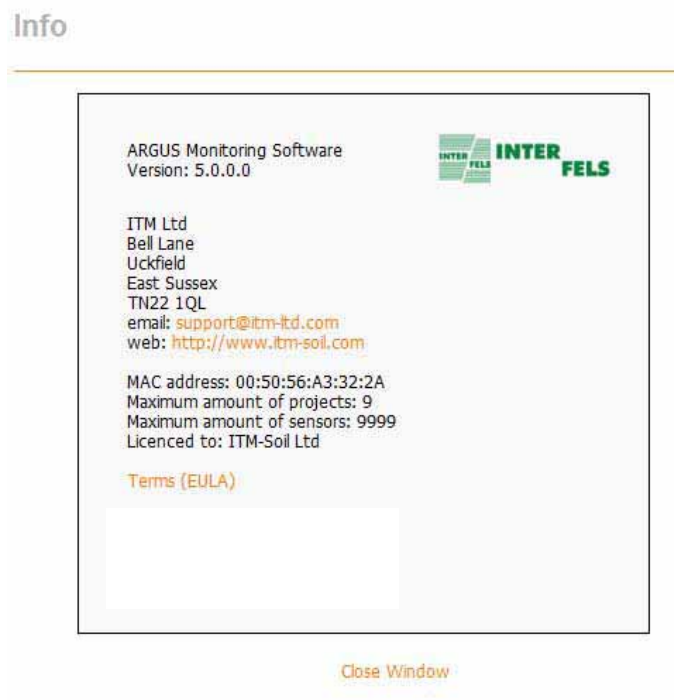 Info
ARGUS Monitoring Software
Version: 5.0.0.0
INTER FELS
INTER
FELS
ITM Ltd
Bell Lane
Uckfield
East Sussex
TN22 1QL
email: support@itm-ltd.com
web: http://www.itm-soil.com
MAC address: 00:50:56:A3:32:2A
Maximum amount of projects: 9
Maximum amount of sensors: 9999
Licenced to: ITM-Soil Ltd
Terms (EULA)
Close Window